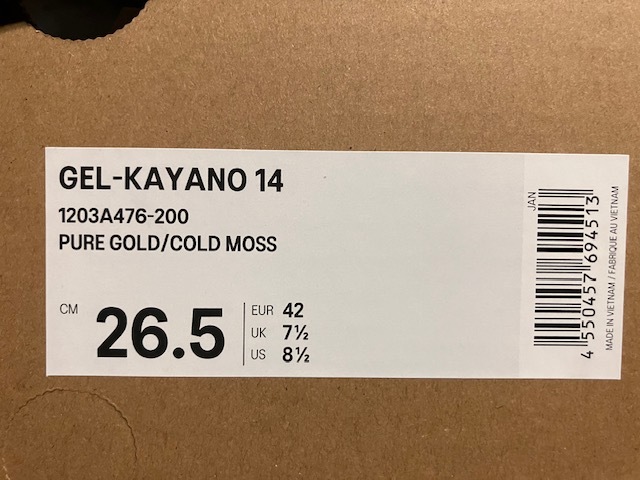 GEL-KAYANO 14
1203A476-200
PURE GOLD/COLD MOSS
CM
26.5
EUR 42
UK 7½
US 8½
JAN
4 550457 694513
MADE IN VIETNAM / FABRIQUE AU VIETNAM